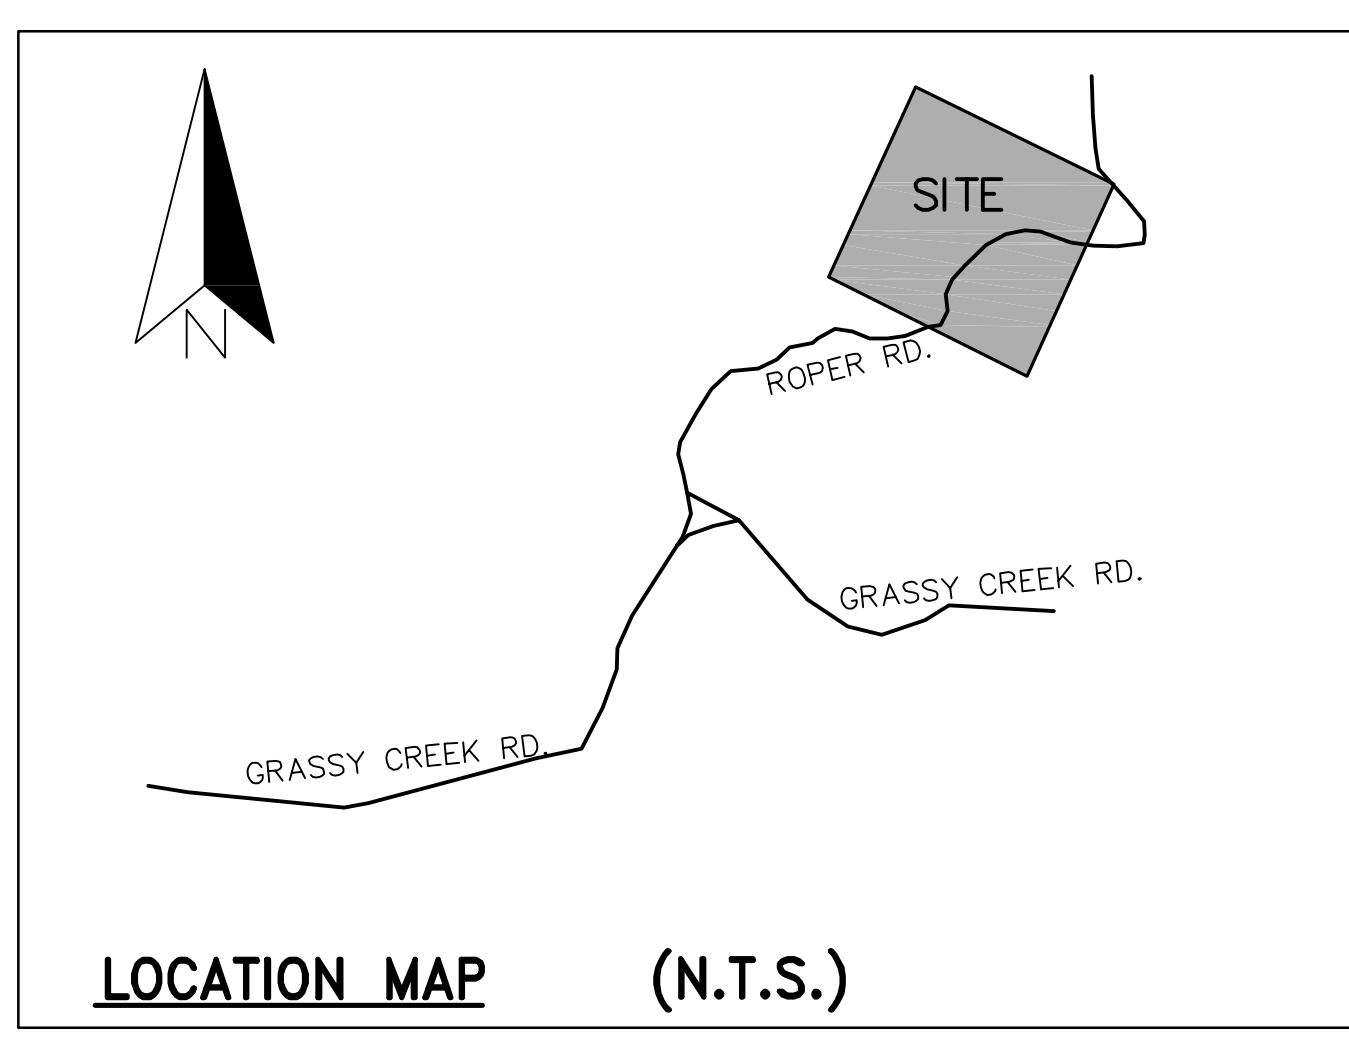 SITE
N
ROPER RD.
GRASSY CREEK RD.
GRASSY CREEK RD.
LOCATION MAP (N.T.S.)